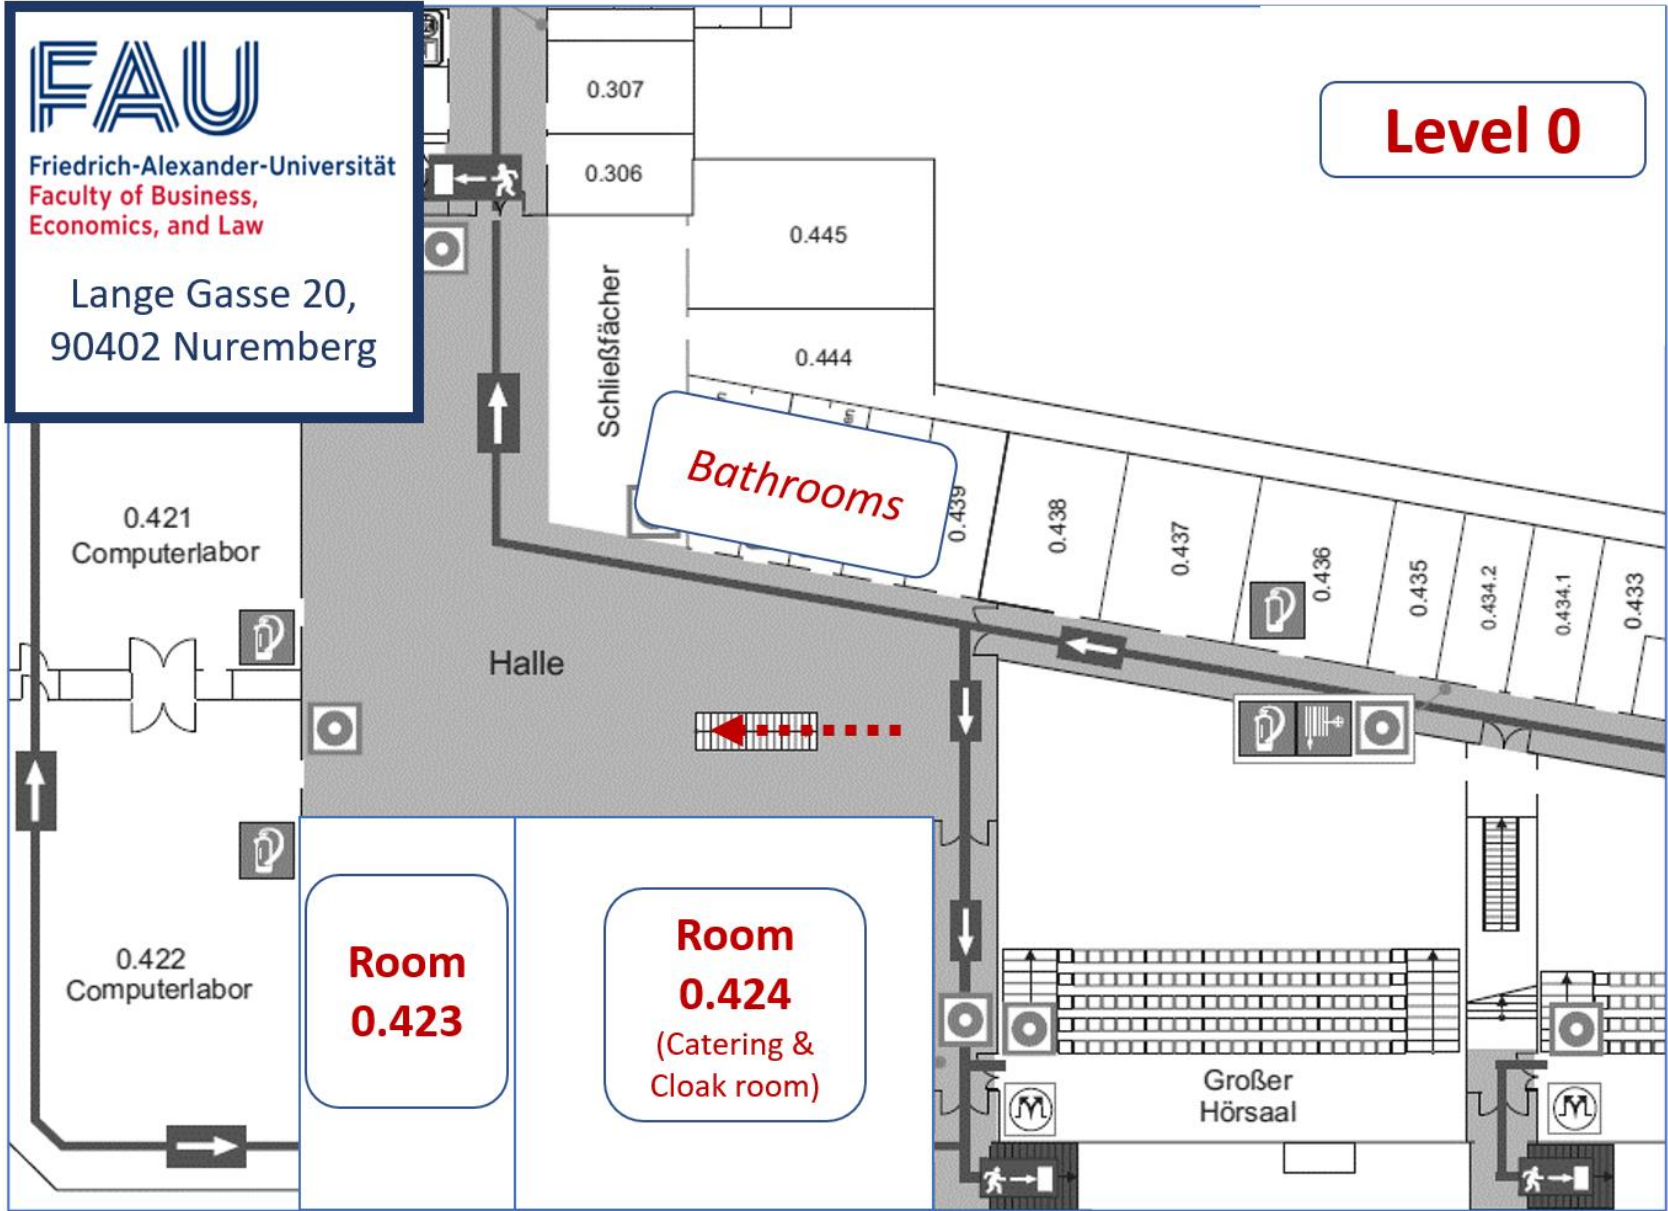 FAU
Friedrich-Alexander-Universität
Faculty of Business,
Economics, and Law
Lange Gasse 20,
90402 Nuremberg
Level 0
0.307
0.306
0.445
0.444
Schließfächer
Bathrooms
0.439
0.438
0.437
0.436
0.435
0.434.2
0.434.1
0.433
0.421
Computerlabor
Halle
0.422
Computerlabor
Room
0.423
Room
0.424
(Catering &
Cloak room)
Großer
Hörsaal